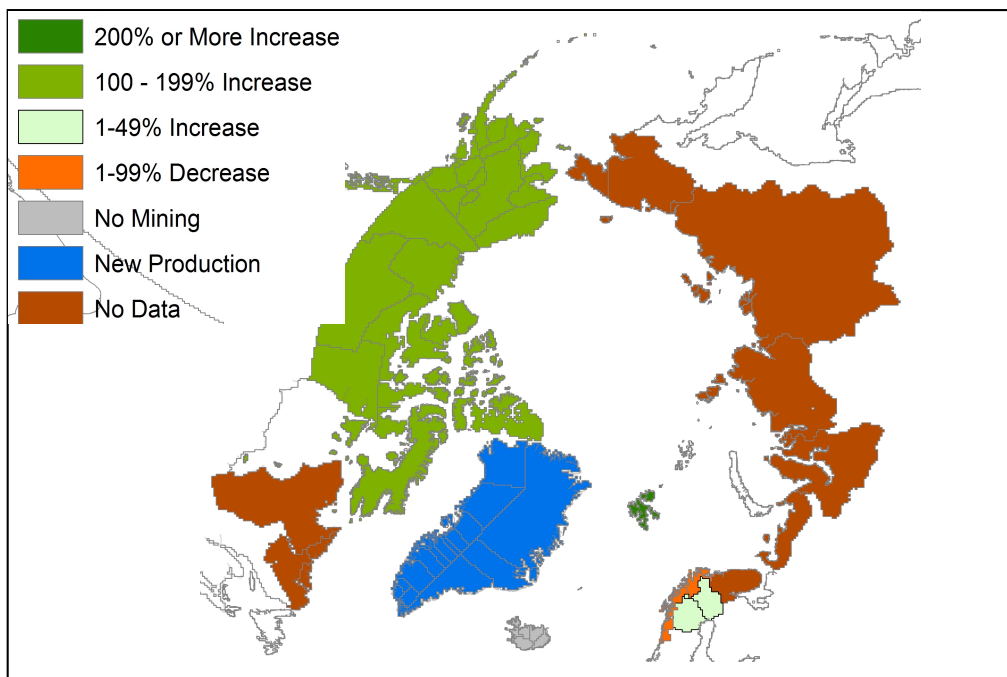 200% or More Increase
100 - 199% Increase
1-49% Increase
1-99% Decrease
No Mining
New Production
No Data